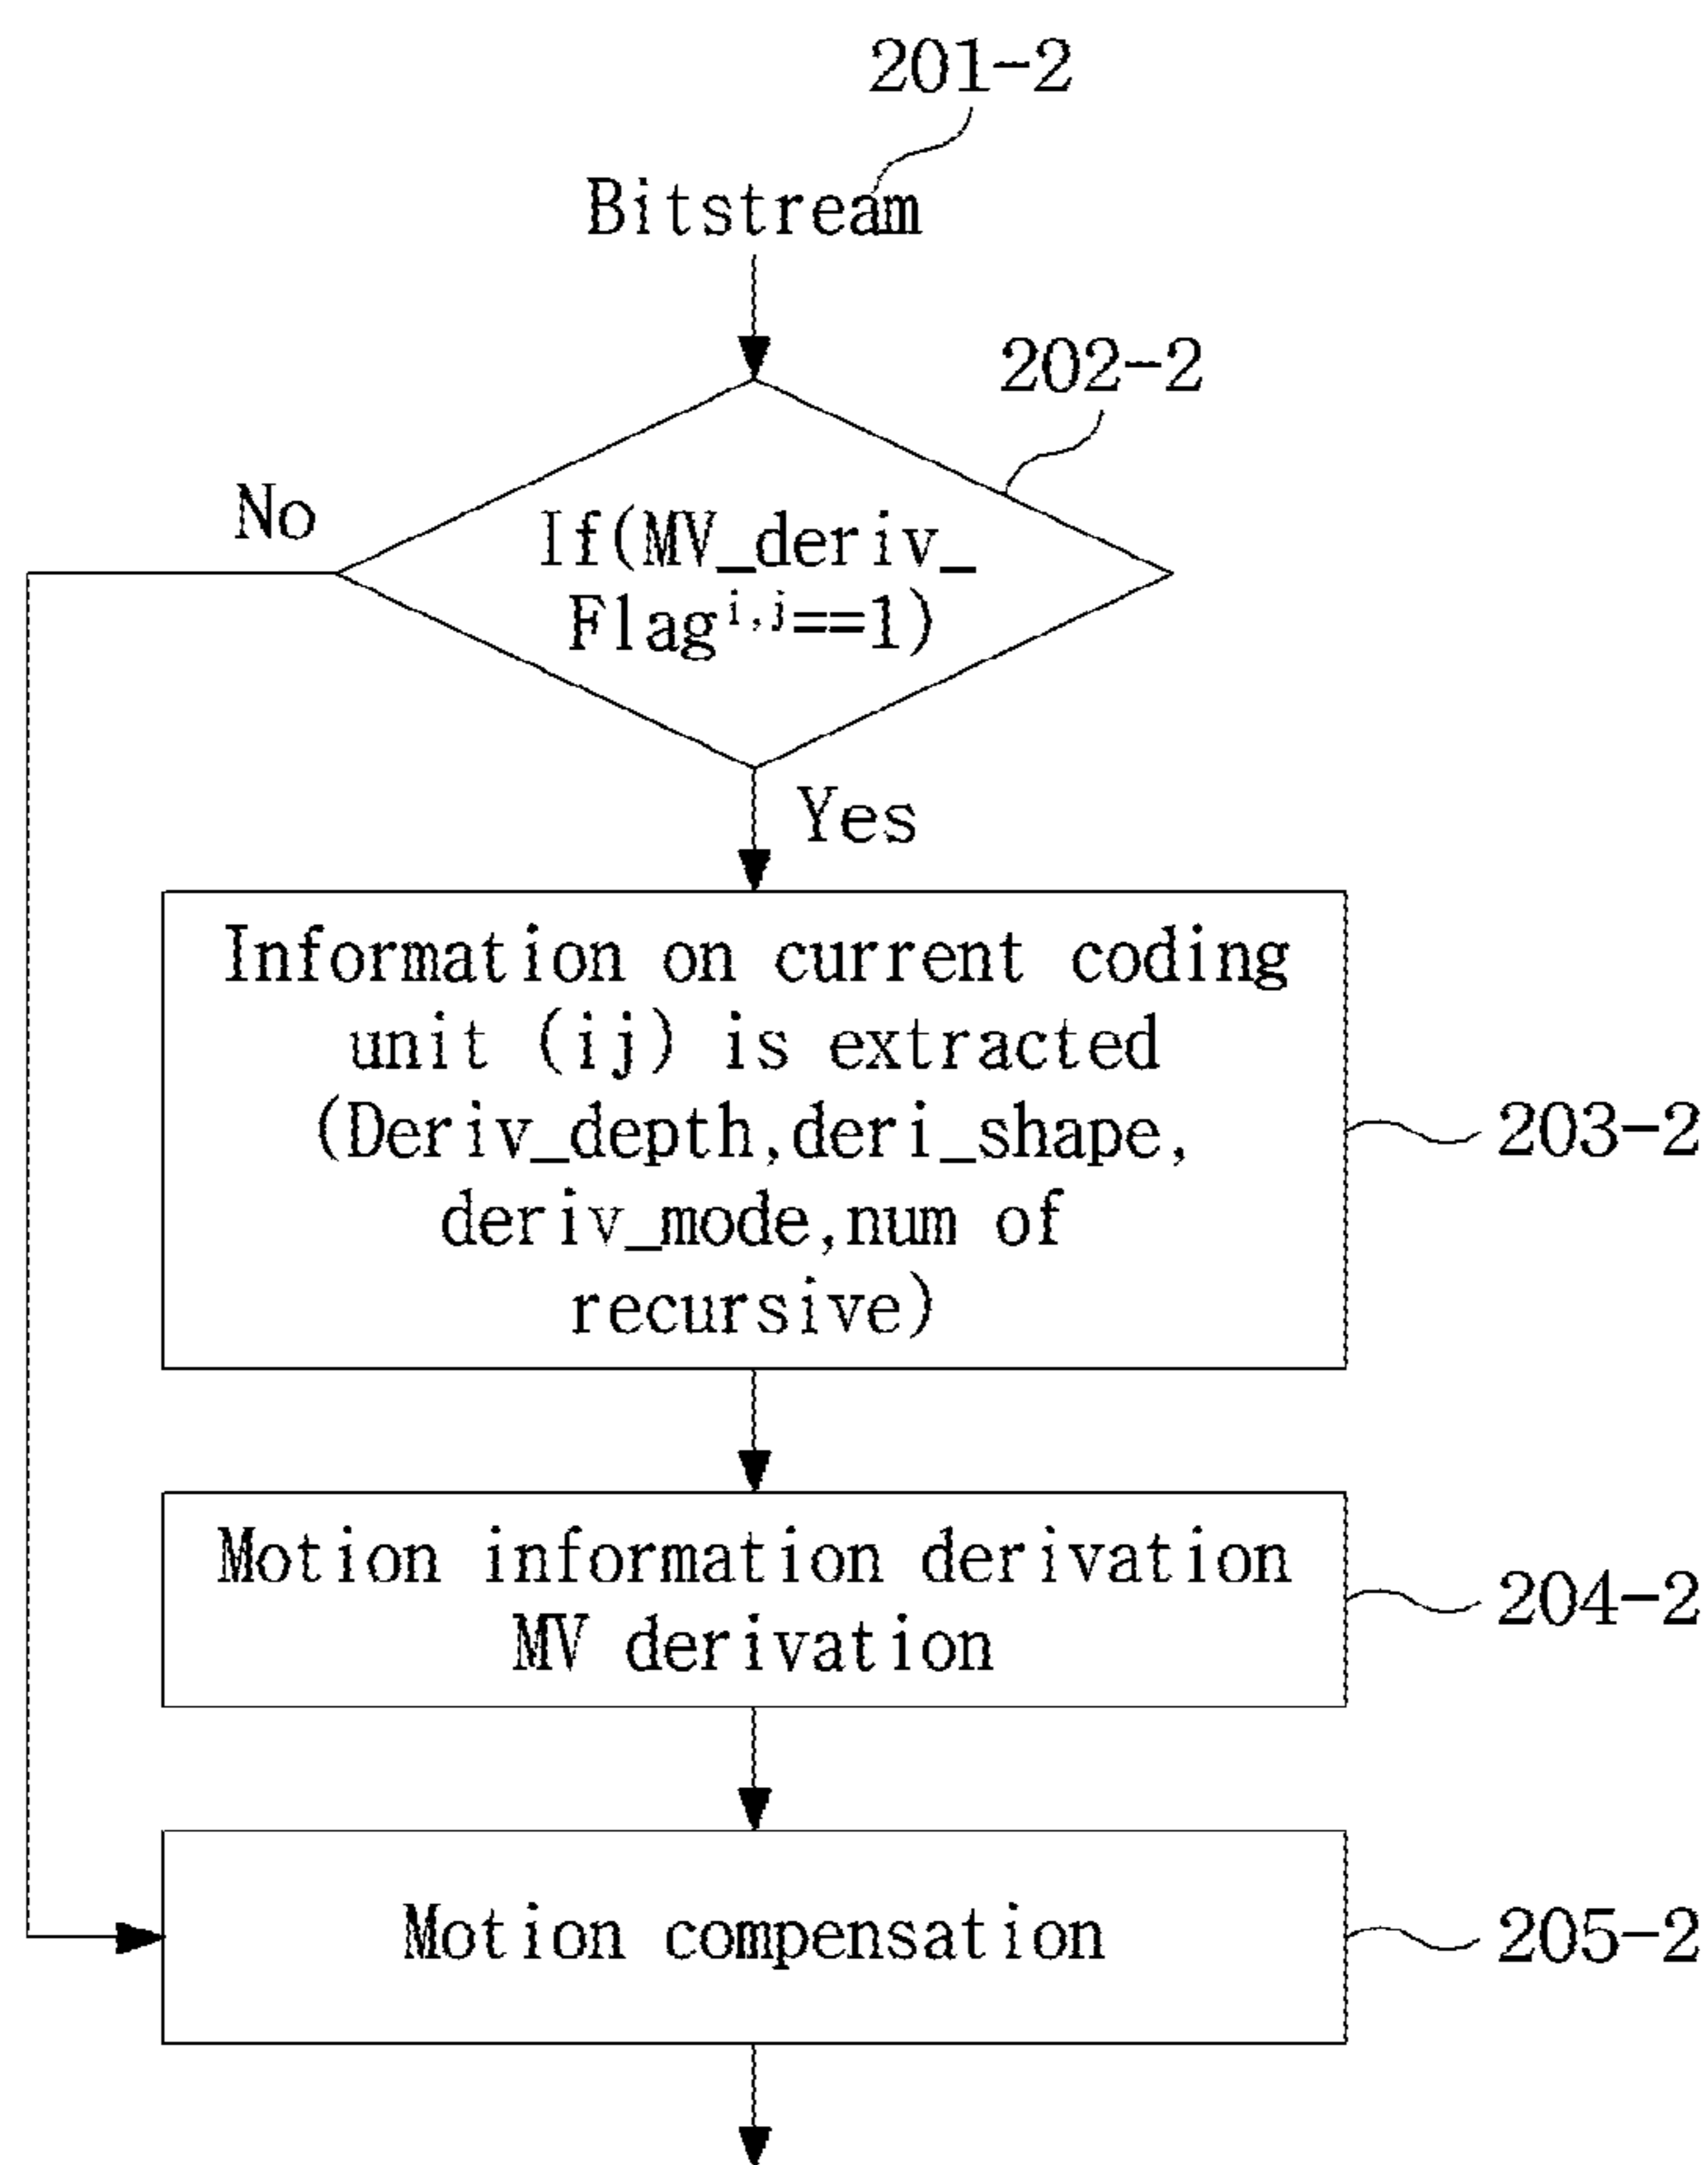 201-2
Bitstream
202-2
No
If(MV_deriv_
Flag^{i,j}==1)
Yes
Information on current coding
unit (ij) is extracted
(Deriv_depth,deri_shape,
deriv_mode,num of
recursive)
203-2
Motion information derivation
MV derivation
204-2
Motion compensation
205-2